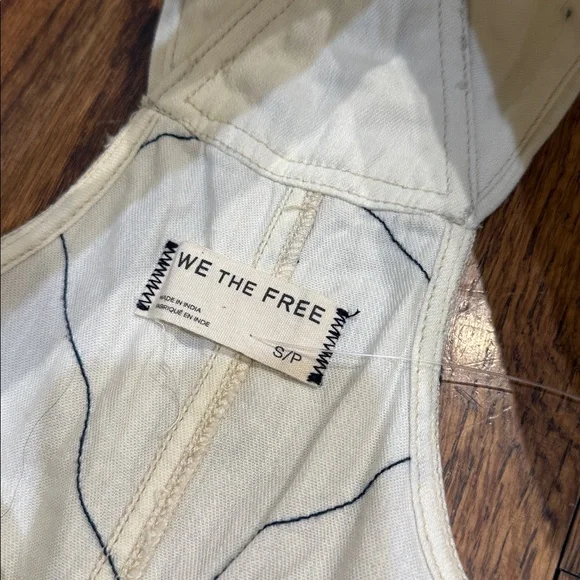 WE THE FREE
MADE IN INDIA
FABRIQUÉ EN INDE
S/P